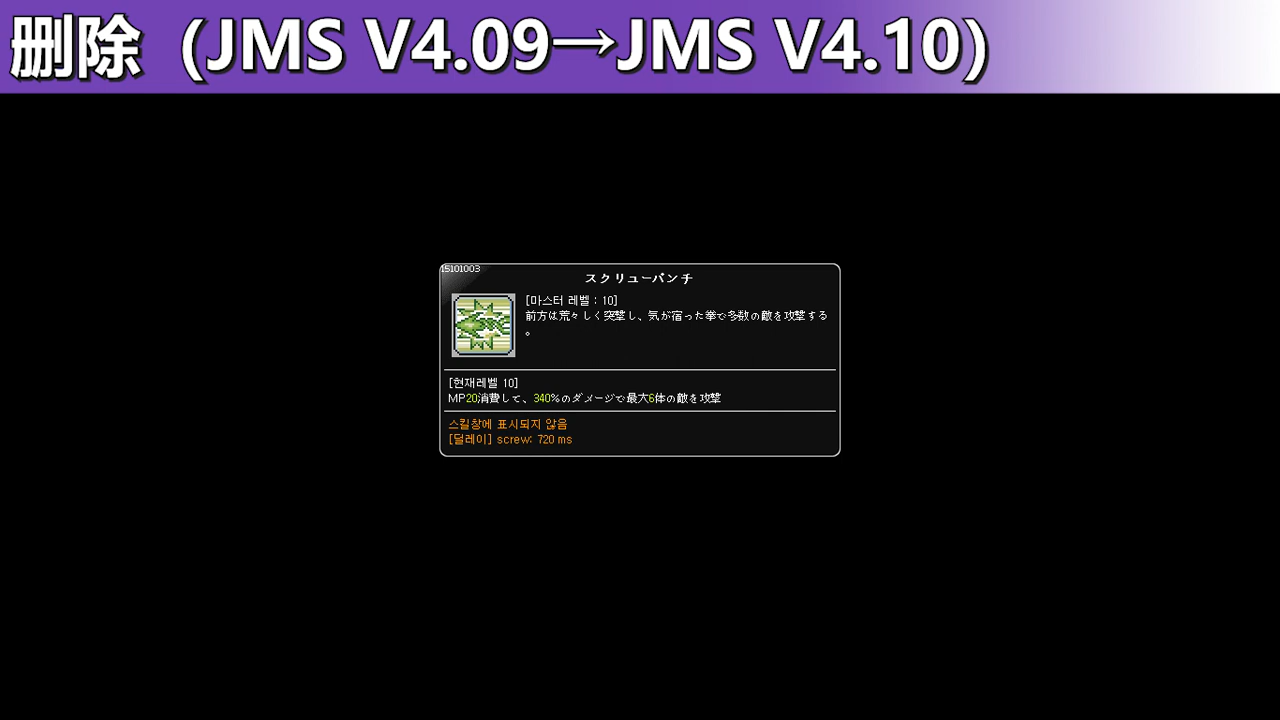 删除（JMS V4.09→JMS V4.10）
15101003
スクリューパンチ
[마스터 레벨 : 10]
前方は荒々しく突撃し、気が宿った拳で多数の敵を攻撃する
。
[현재레벨 10]
MP20消費して、340%のダメージで最大6体の敵を攻撃
스킬창에 표시되지 않음
[딜레이] screw: 720 ms